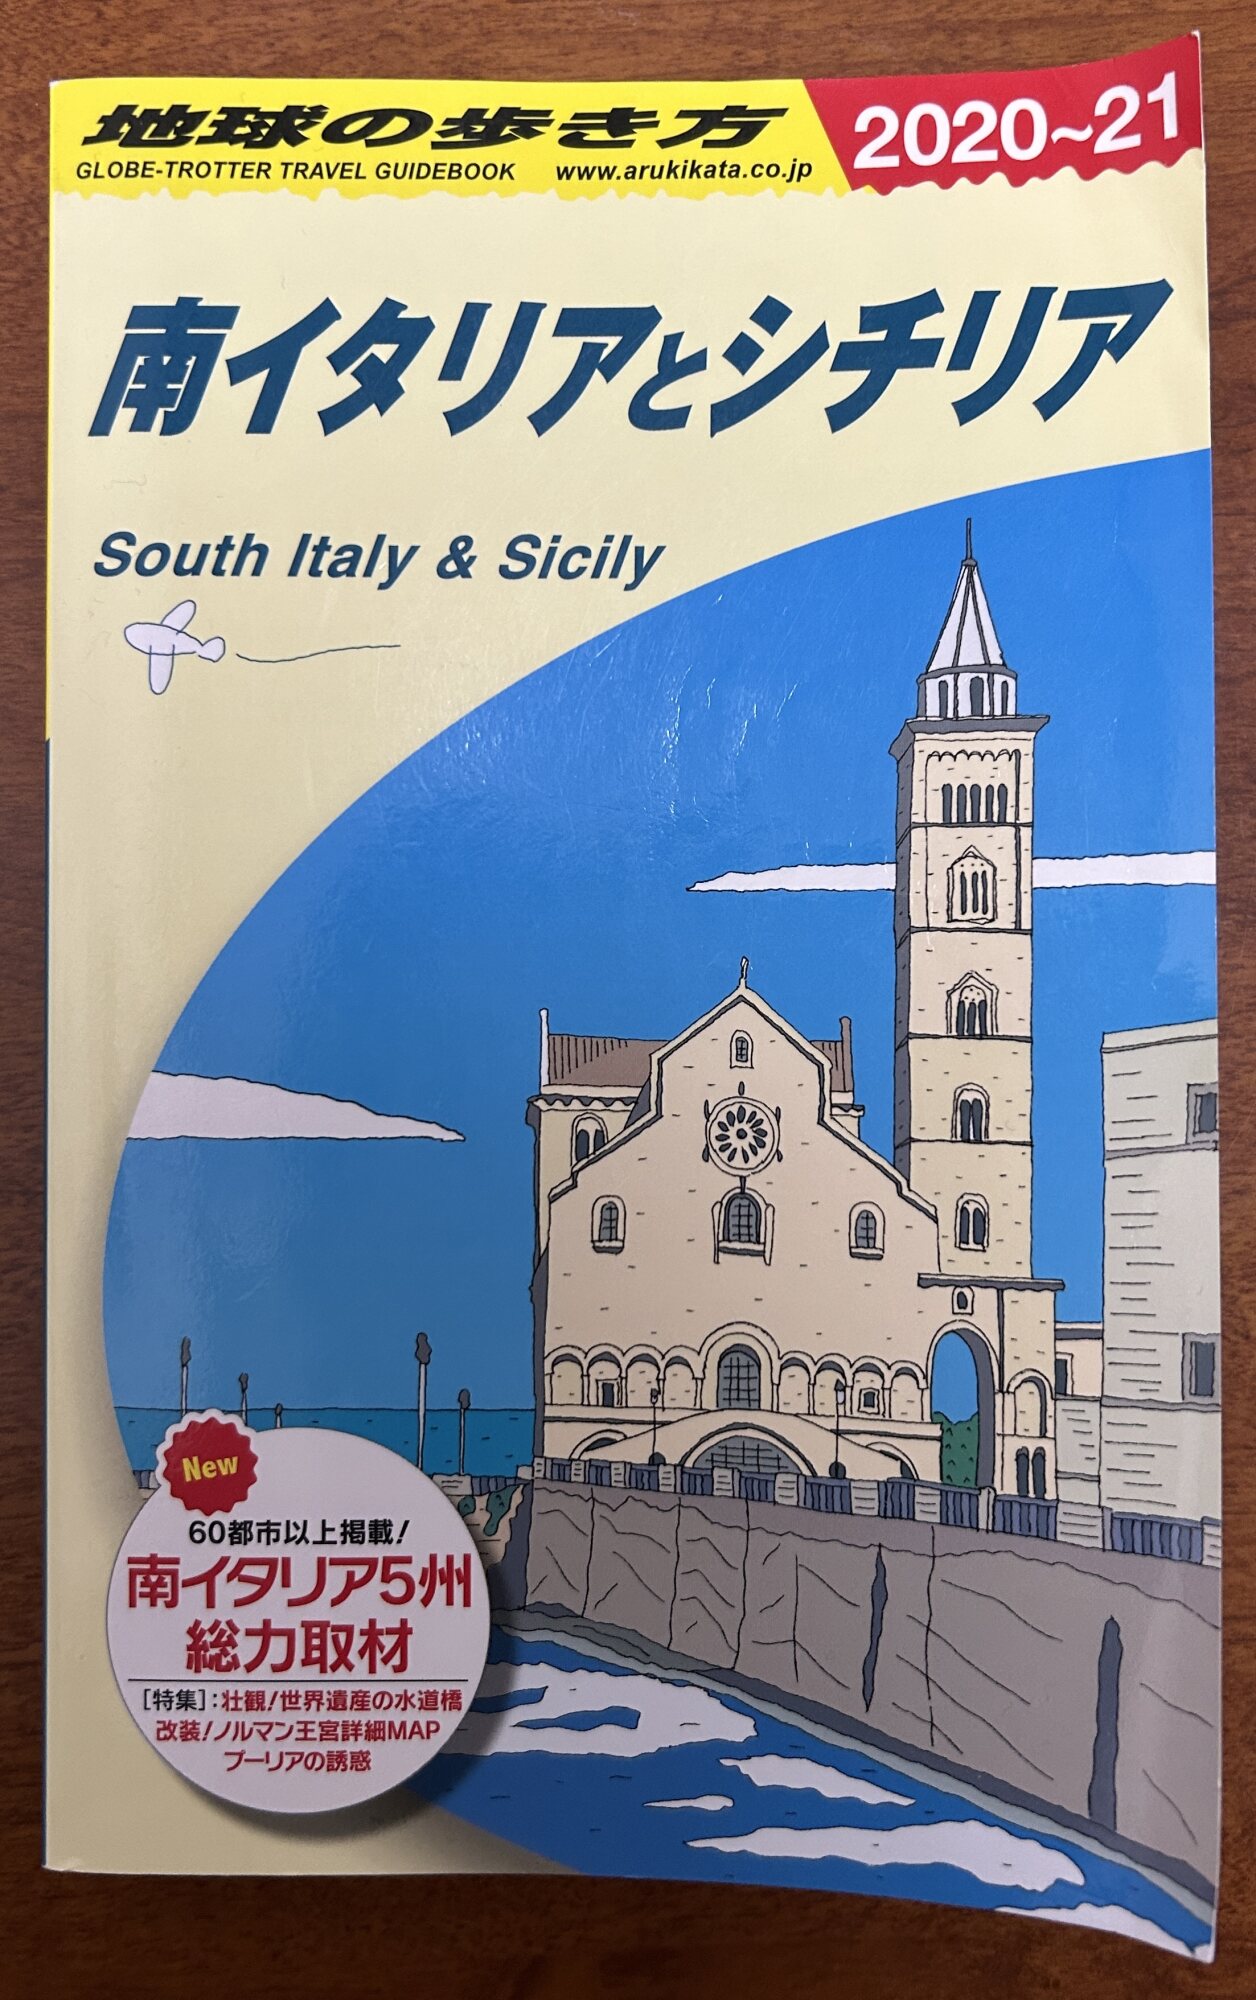 地球の歩き方
2020~21
GLOBE-TROTTER TRAVEL GUIDEBOOK www.arukikata.co.jp
南イタリアとシチリア
South Italy & Sicily
New
60都市以上掲載!
南イタリア5州
総力取材
[特集]:壮観!世界遺産の水道橋
改装!ノルマン王宮詳細MAP
プーリアの誘惑